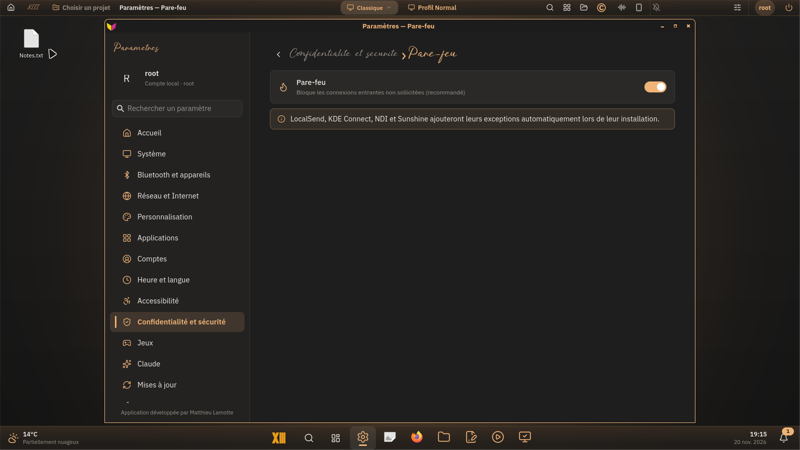 Choisir un projet
Paramètres — Pare-feu
Classique
Profil Normal
root
Paramètres — Pare-feu
Notes.txt
Paramètres
R
root
Compte local · root
Rechercher un paramètre
Accueil
Système
Bluetooth et appareils
Réseau et Internet
Personnalisation
Applications
Comptes
Heure et langue
Accessibilité
Confidentialité et sécurité
Jeux
Claude
Mises à jour
Application développée par Matthieu Lamotte
Confidentialité et sécurité › Pare-feu
Pare-feu
Bloque les connexions entrantes non sollicitées (recommandé)
LocalSend, KDE Connect, NDI et Sunshine ajouteront leurs exceptions automatiquement lors de leur installation.
14°C
Partiellement nuageux
XIII
19:15
20 nov. 2026
1